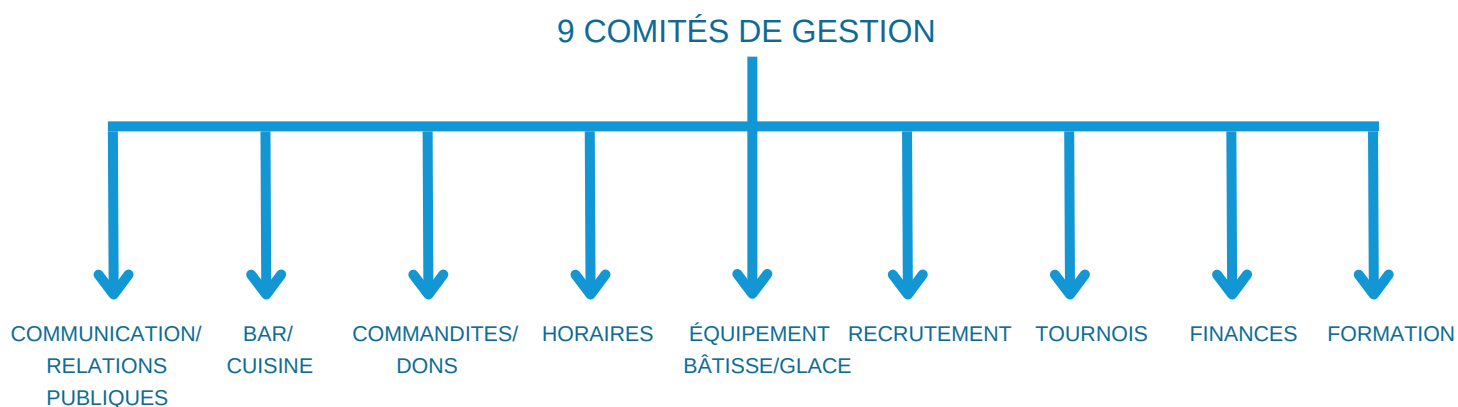 9 COMITÉS DE GESTION
COMMUNICATION/
RELATIONS
PUBLIQUES
BAR/
CUISINE
COMMANDITES/
DONS
HORAIRES
ÉQUIPEMENT
BÂTISSE/GLACE
RECRUTEMENT
TOURNOIS
FINANCES
FORMATION